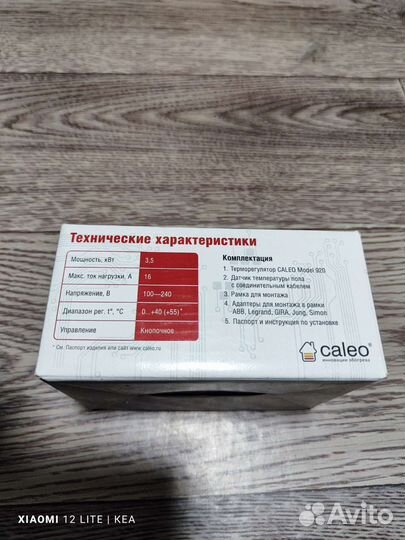 Технические характеристики
Мощность, кВт 3,5
Макс. ток нагрузки, А 16
Напряжение, В 100—240
Диапазон рег. t°, °С 0...+40 (+55)*
Управление Кнопочное
* См. Паспорт изделия или сайт www.caleo.ru
Комплектация
1. Терморегулятор CALEO Model 920
2. Датчик температуры пола
с соединительным кабелем
3. Рамка для монтажа
4. Адаптеры для монтажа в рамки
ABB, Legrand, GIRA, Jung, Simon
5. Паспорт и инструкция по установке
caleo®
инновации обогрева
XIAOMI 12 LITE | KEA
Avito